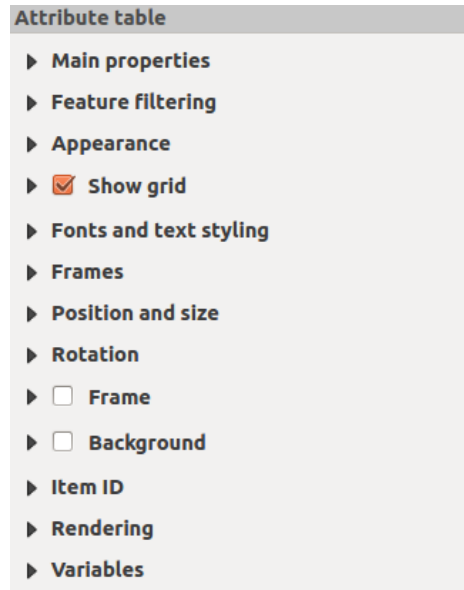 Attribute table
Main properties
Feature filtering
Appearance
Show grid
Fonts and text styling
Frames
Position and size
Rotation
Frame
Background
Item ID
Rendering
Variables